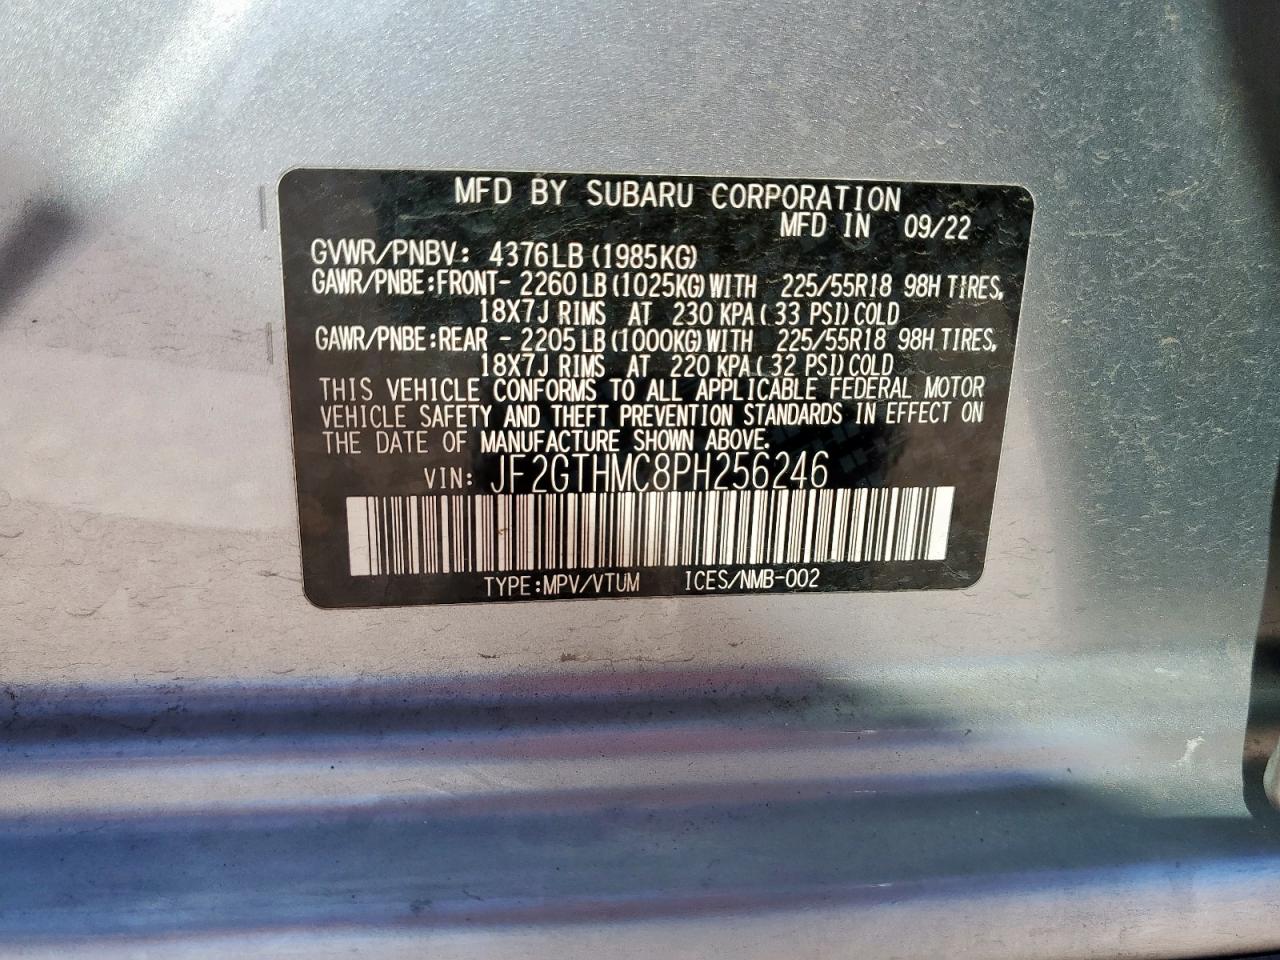 MFD BY SUBARU CORPORATION
MFD IN 09/22
GVWR/PNBV: 4376LB (1985KG)
GAWR/PNBE:FRONT- 2260 LB (1025KG) WITH 225/55R18 98H TIRES,
18X7J RIMS AT 230 KPA ( 33 PSI) COLD
GAWR/PNBE:REAR - 2205 LB (1000KG) WITH 225/55R18 98H TIRES,
18X7J RIMS AT 220 KPA ( 32 PSI) COLD
THIS VEHICLE CONFORMS TO ALL APPLICABLE FEDERAL MOTOR
VEHICLE SAFETY AND THEFT PREVENTION STANDARDS IN EFFECT ON
THE DATE OF MANUFACTURE SHOWN ABOVE.
VIN: JF2GTHMC8PH256246
TYPE:MPV/VTUM ICES/NMB-002